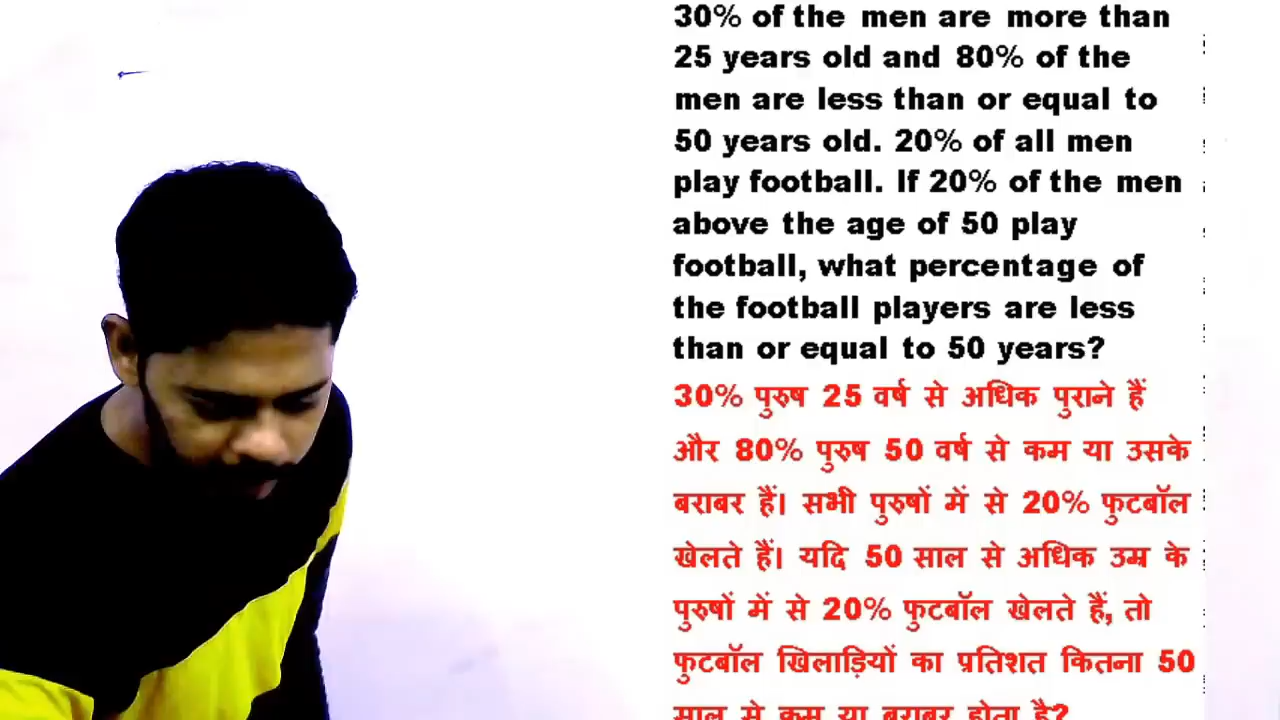 30% of the men are more than
25 years old and 80% of the
men are less than or equal to
50 years old. 20% of all men
play football. If 20% of the men
above the age of 50 play
football, what percentage of
the football players are less
than or equal to 50 years?
30% पुरुष 25 वर्ष से अधिक पुराने हैं
और 80% पुरुष 50 वर्ष से कम या उसके
बराबर हैं। सभी पुरुषों में से 20% फुटबॉल
खेलते हैं। यदि 50 साल से अधिक उम्र के
पुरुषों में से 20% फुटबॉल खेलते हैं, तो
फुटबॉल खिलाड़ियों का प्रतिशत कितना 50
साल से कम या बराबर होता है?